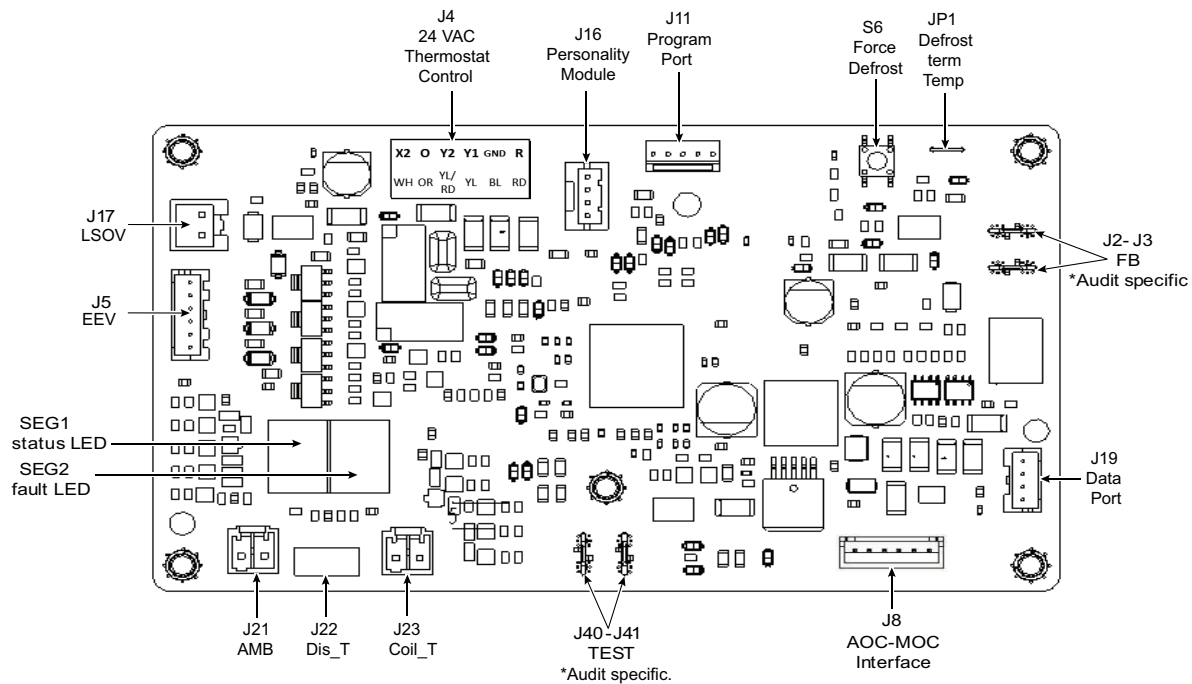 J4
24 VAC
Thermostat
Control
J16
Personality
Module
J11
Program
Port
S6
Force
Defrost
JP1
Defrost
term
Temp
X2 O Y2 Y1 GND R
WH OR YL/RD YL BL RD
J17
LSOV
J5
EEV
J2-J3
FB
*Audit specific
SEG1
status LED
SEG2
fault LED
J19
Data
Port
J21
AMB
J22
Dis_T
J23
Coil_T
J40-J41
TEST
*Audit specific.
J8
AOC-MOC
Interface